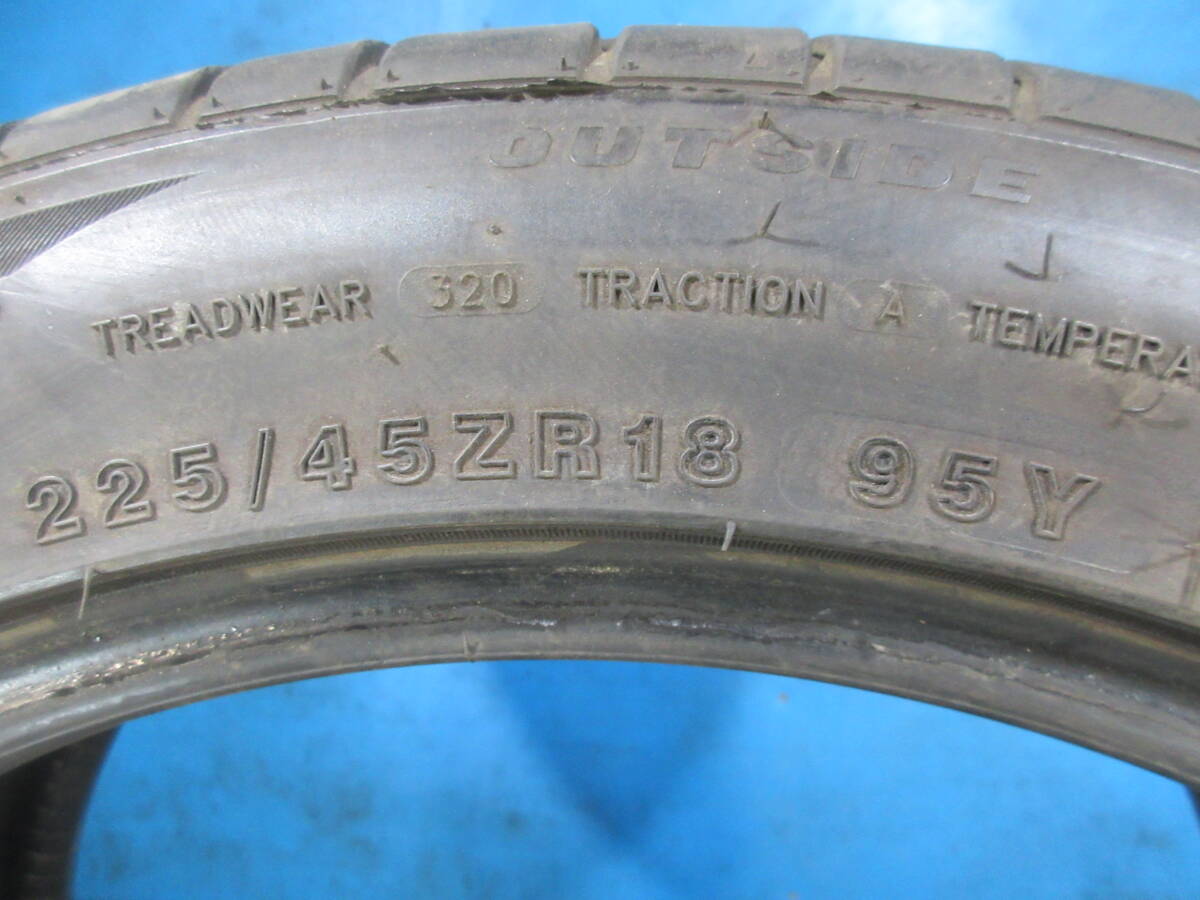 OUTSIDE
TREADWEAR 320 TRACTION A TEMPERA
225/45ZR18 95Y